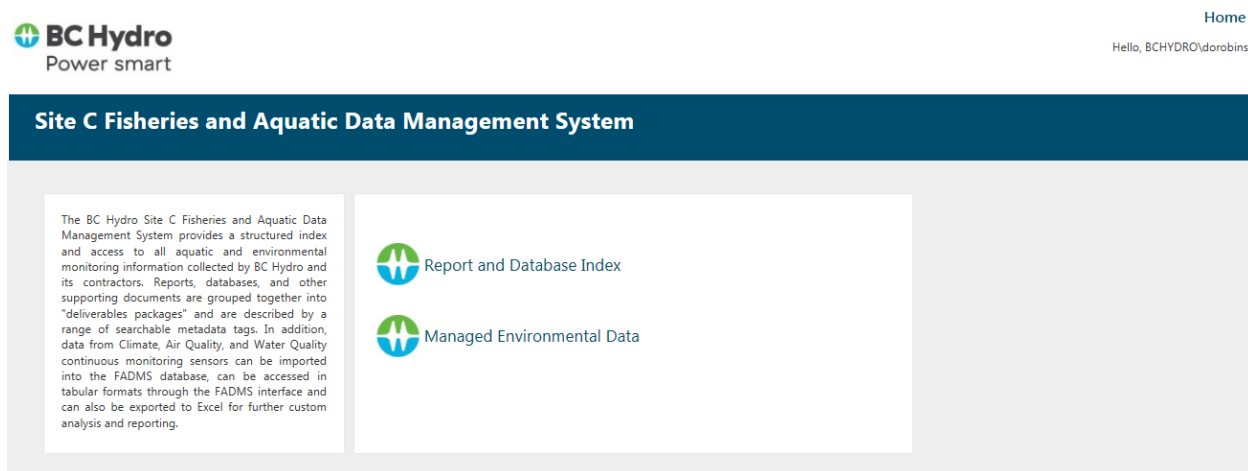 BC Hydro
Power smart
Home
Hello, BCHYDRO\dorobins
Site C Fisheries and Aquatic Data Management System
The BC Hydro Site C Fisheries and Aquatic Data
Management System provides a structured index
and access to all aquatic and environmental
monitoring information collected by BC Hydro and
its contractors. Reports, databases, and other
supporting documents are grouped together into
"deliverables packages" and are described by a
range of searchable metadata tags. In addition,
data from Climate, Air Quality, and Water Quality
continuous monitoring sensors can be imported
into the FADMS database, can be accessed in
tabular formats through the FADMS interface and
can also be exported to Excel for further custom
analysis and reporting.
Report and Database Index
Managed Environmental Data